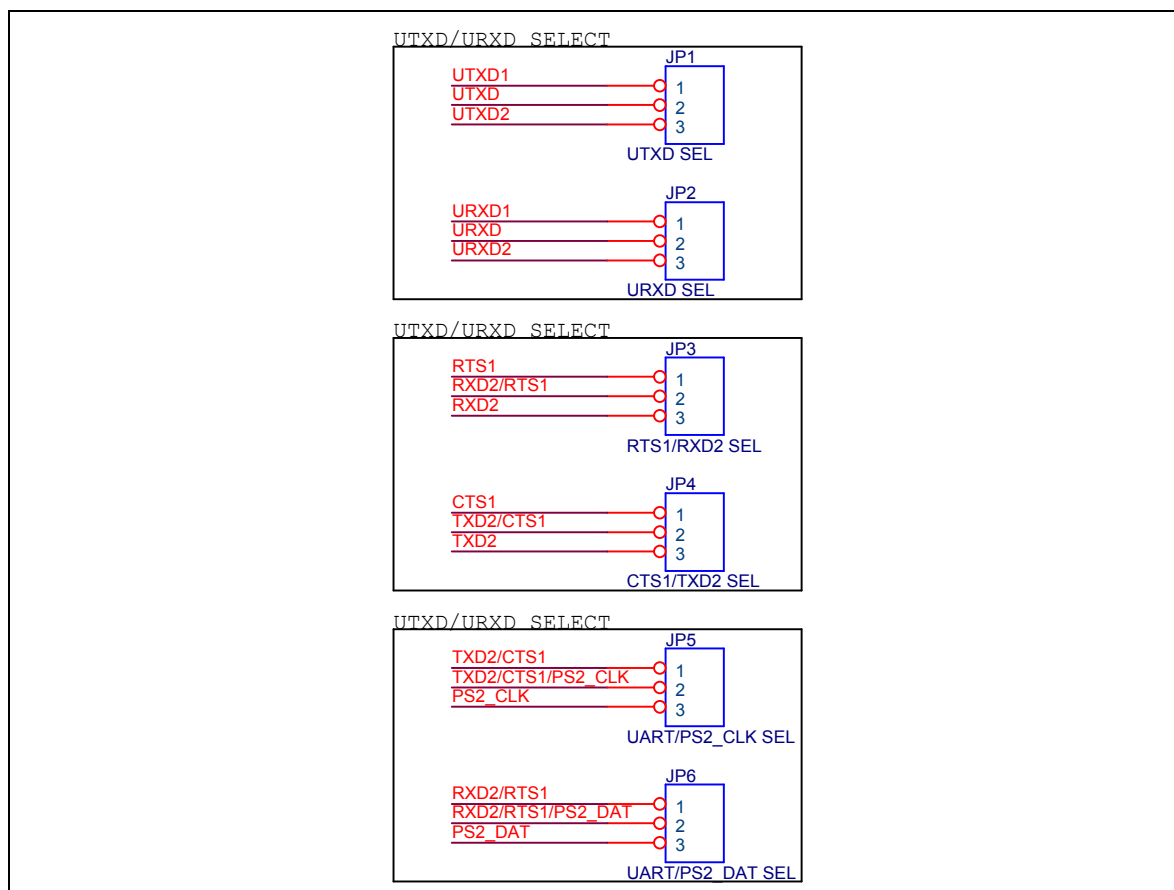 UTXD/URXD SELECT
JP1
UTXD1
1
UTXD
2
UTXD2
3
UTXD SEL
JP2
URXD1
1
URXD
2
URXD2
3
URXD SEL
UTXD/URXD SELECT
JP3
RTS1
1
RXD2/RTS1
2
RXD2
3
RTS1/RXD2 SEL
JP4
CTS1
1
TXD2/CTS1
2
TXD2
3
CTS1/TXD2 SEL
UTXD/URXD SELECT
JP5
TXD2/CTS1
1
TXD2/CTS1/PS2_CLK
2
PS2_CLK
3
UART/PS2_CLK SEL
JP6
RXD2/RTS1
1
RXD2/RTS1/PS2_DAT
2
PS2_DAT
3
UART/PS2_DAT SEL